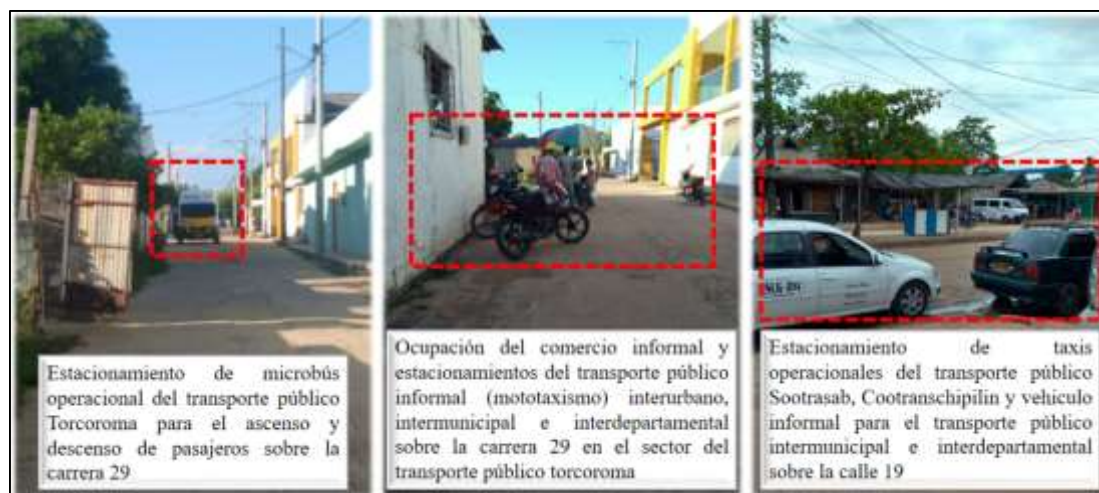 Estacionamiento de microbús
operacional del transporte público
Torcoroma para el ascenso y
descenso de pasajeros sobre la
carrera 29
Ocupación del comercio informal y
estacionamientos del transporte público
informal (mototaxismo) interurbano,
intermunicipal e interdepartamental
sobre la carrera 29 en el sector del
transporte público torcoroma
Estacionamiento de taxis
operacionales del transporte público
Sootrasab, Cootranschipilin y vehiculo
informal para el transporte público
intermunicipal e interdepartamental
sobre la calle 19